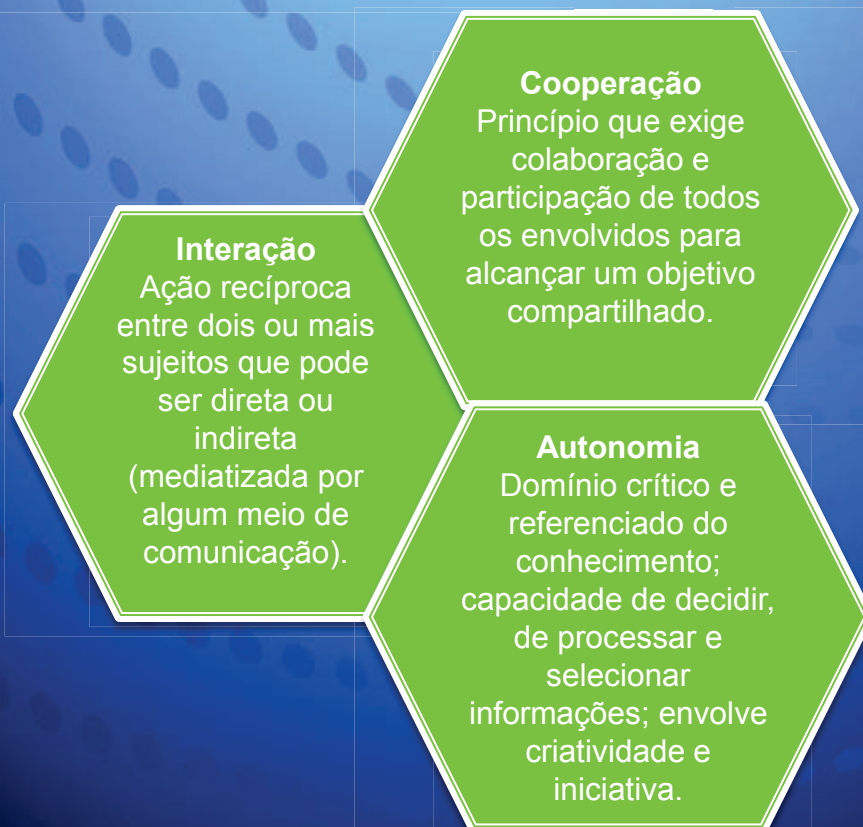 Cooperação
Princípio que exige
colaboração e
participação de todos
os envolvidos para
alcançar um objetivo
compartilhado.
Interação
Ação recíproca
entre dois ou mais
sujeitos que pode
ser direta ou
indireta
(mediatizada por
algum meio de
comunicação).
Autonomia
Domínio crítico e
referenciado do
conhecimento;
capacidade de decidir,
de processar e
selecionar
informações; envolve
criatividade e
iniciativa.